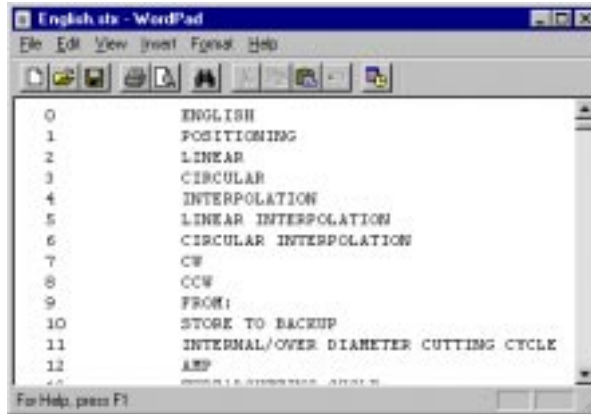 English.stx - WordPad
File Edit View Insert Format Help
0 ENGLISH
1 POSITIONING
2 LINEAR
3 CIRCULAR
4 INTERPOLATION
5 LINEAR INTERPOLATION
6 CIRCULAR INTERPOLATION
7 CW
8 CCW
9 FROM:
10 STORE TO BACKUP
11 INTERNAL/OVER DIAMETER CUTTING CYCLE
12 AMP
For Help, press F1